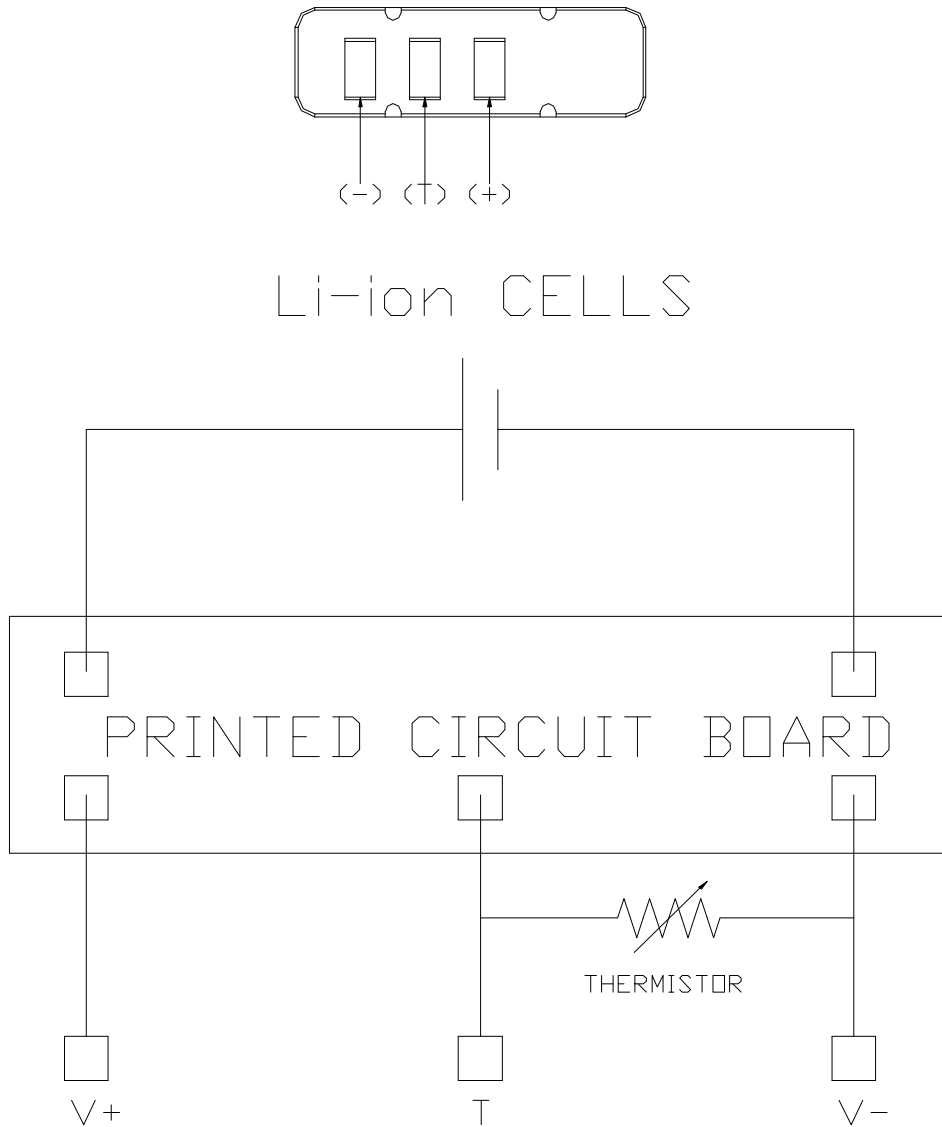 (-) (T) (+)
Li-ion CELLS
PRINTED CIRCUIT BOARD
THERMISTOR
V+ T V-